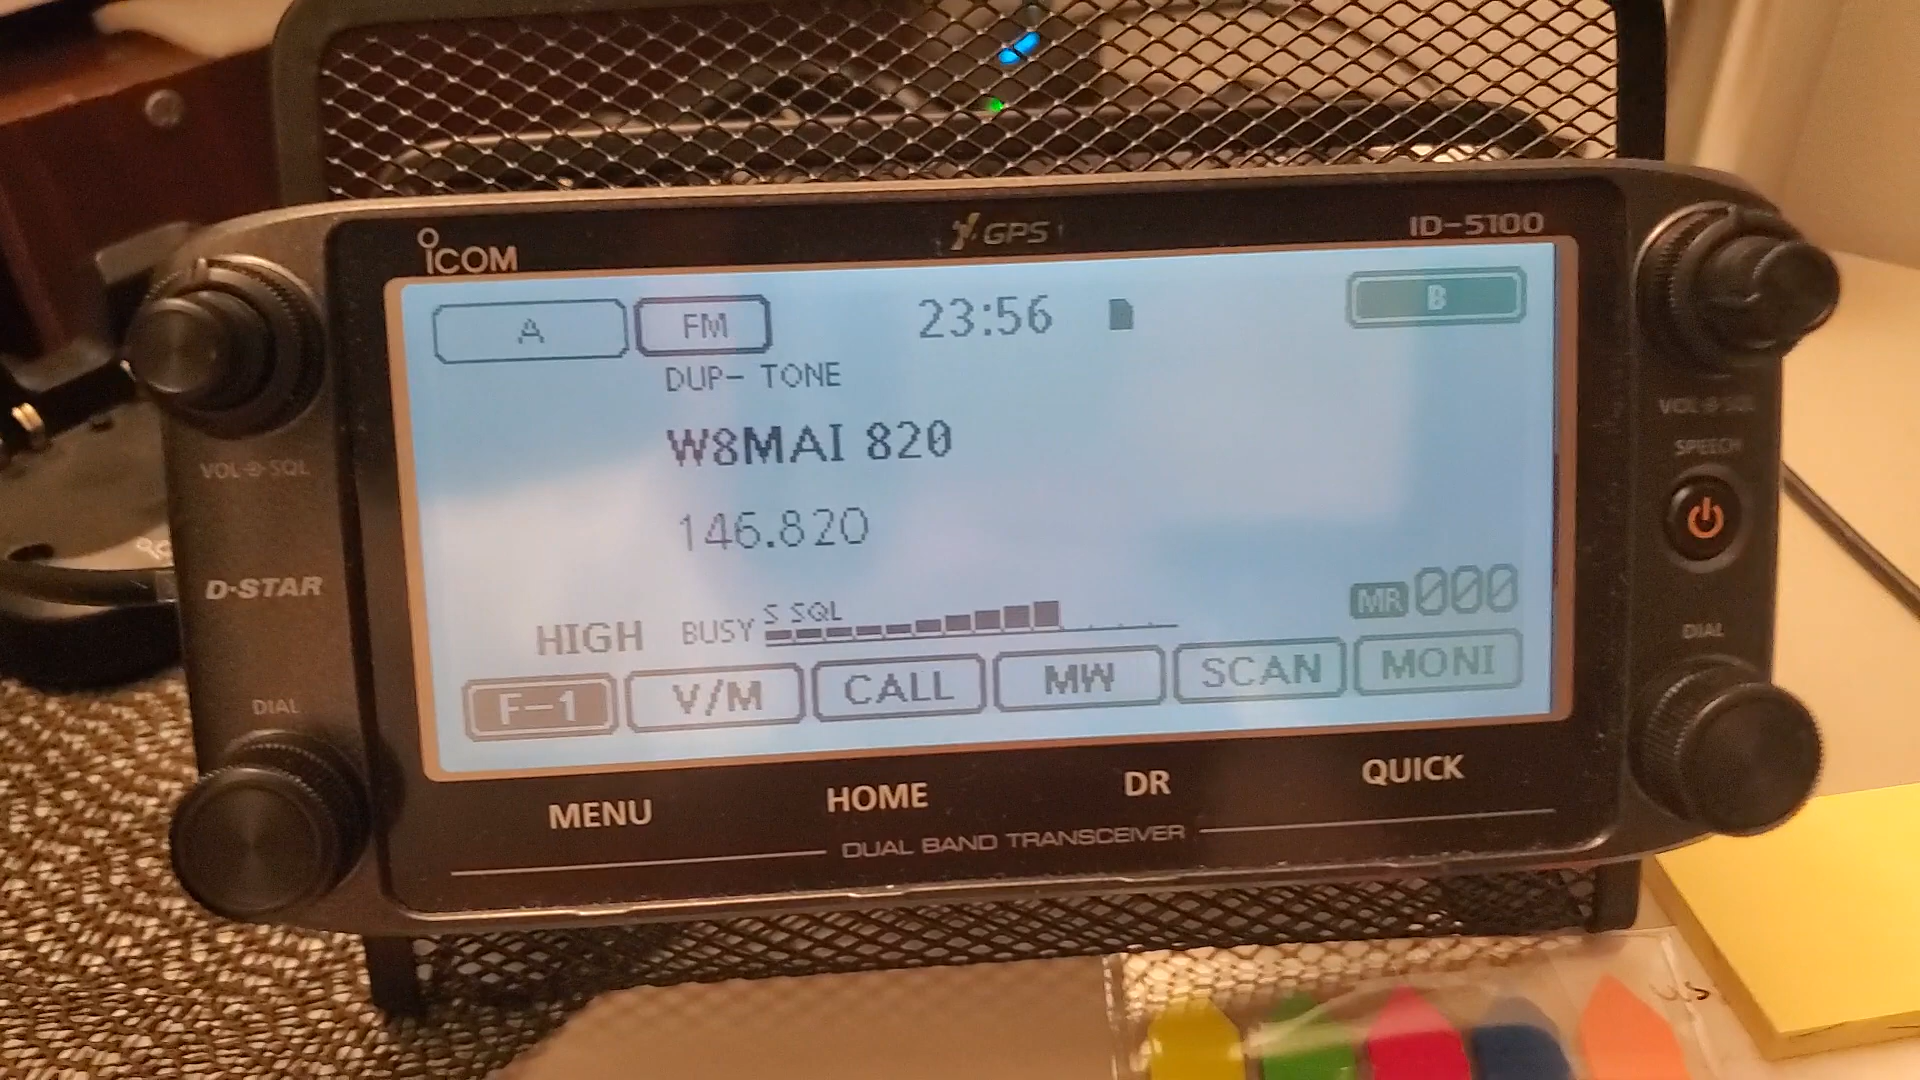 ICOM
GPS
ID-5100
A
FM
23:56
B
DUP- TONE
W8MAI 820
146.820
HIGH
BUSY
S SQL
MR 000
F-1
V/M
CALL
MW
SCAN
MONI
MENU
HOME
DR
QUICK
DUAL BAND TRANSCEIVER
VOL SQL
D-STAR
DIAL
VOL SQL
SPEECH
DIAL